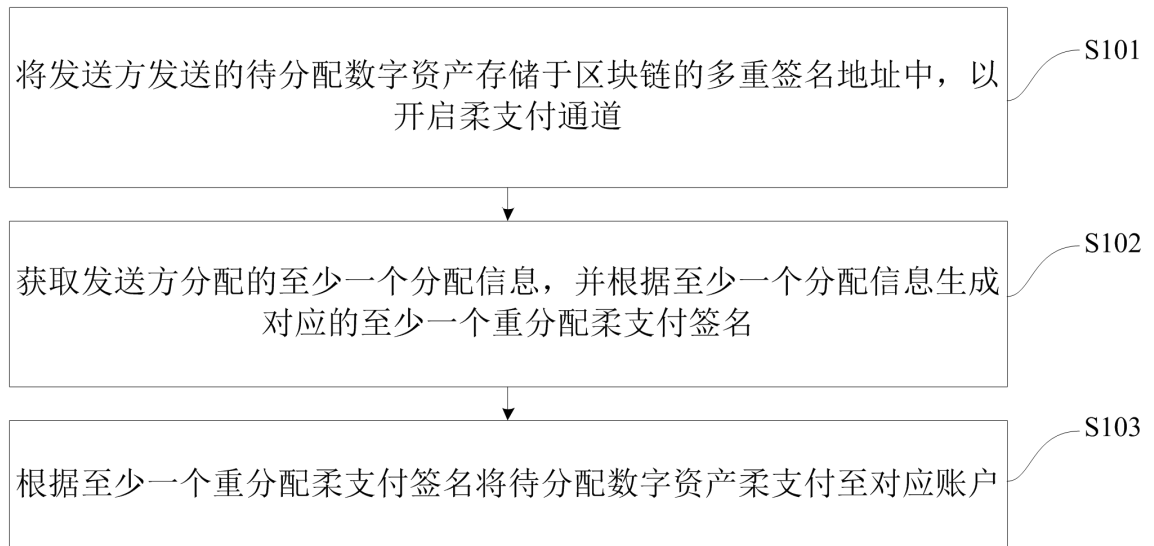 将发送方发送的待分配数字资产存储于区块链的多重签名地址中，以
开启柔支付通道
S101
获取发送方分配的至少一个分配信息，并根据至少一个分配信息生成
对应的至少一个重分配柔支付签名
S102
根据至少一个重分配柔支付签名将待分配数字资产柔支付至对应账户
S103